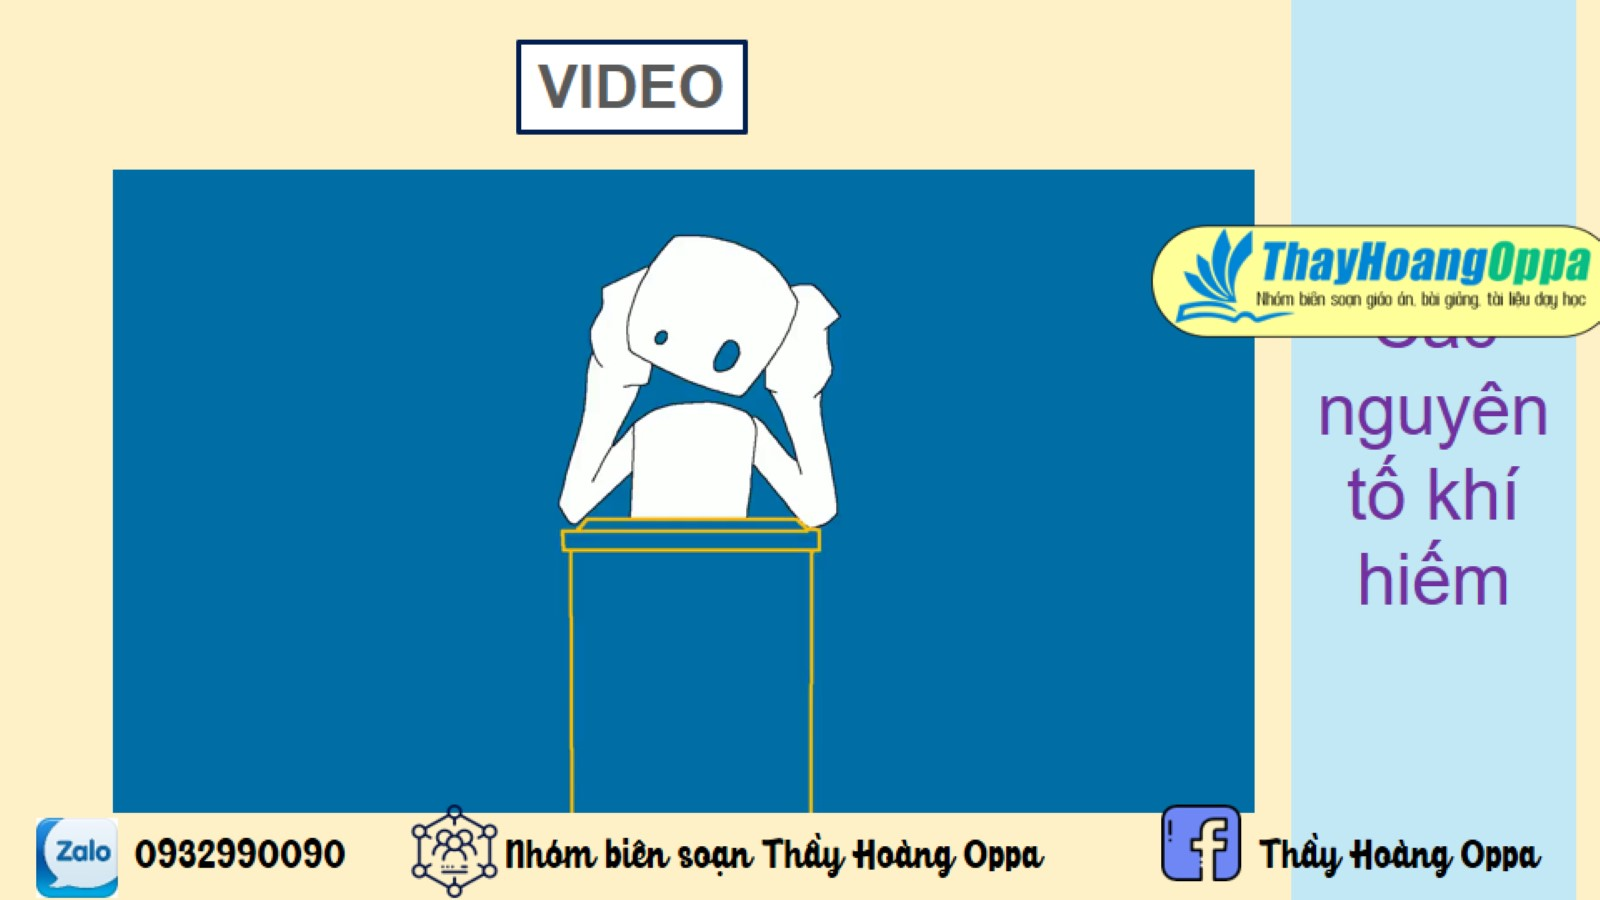 VIDEO
ThayHoangOppa
Nhóm biên soạn giáo án, bài giảng, tài liệu dạy học
nguyên
tố khí
hiếm
Zalo
0932990090
Nhóm biên soạn Thầy Hoàng Oppa
Thầy Hoàng Oppa